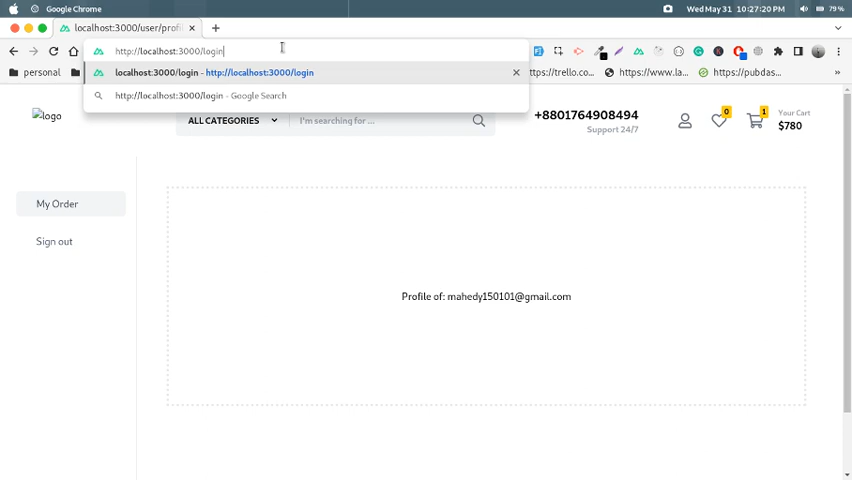 Google Chrome
Wed May 31 10:27:20 PM
79 %
localhost:3000/user/profi
http://localhost:3000/login
localhost:3000/login - http://localhost:3000/login
http://localhost:3000/login - Google Search
personal
ttps://trello.co...
https://www.la...
https://pubdas...
logo
ALL CATEGORIES
I'm searching for...
+8801764908494
Support 24/7
0
1
Your Cart
$780
My Order
Sign out
Profile of: mahedy150101@gmail.com